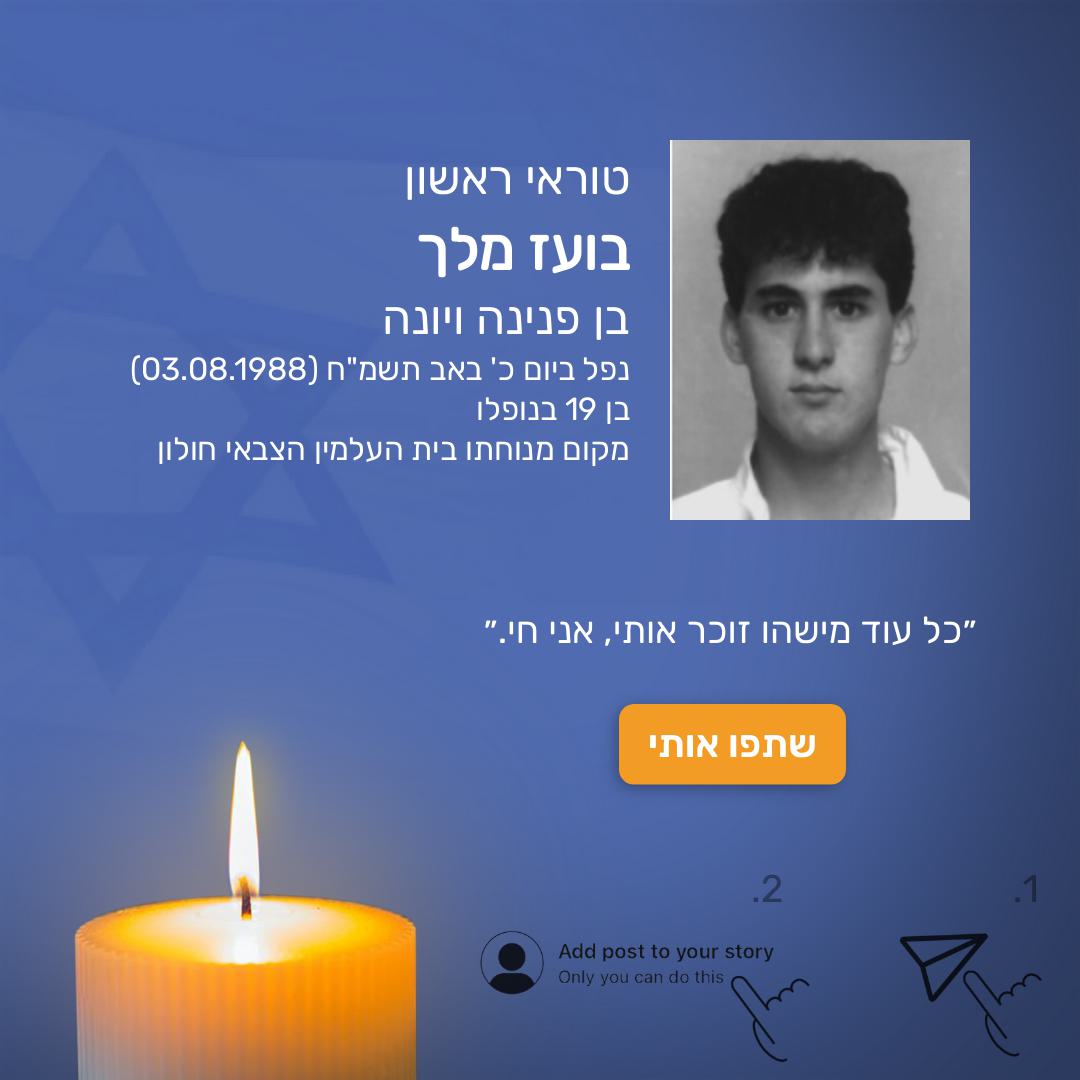 טוראי ראשון
בועז מלך
בן פנינה ויונה
נפל ביום כ' באב תשמ"ח (03.08.1988)
בן 19 בנופלו
מקום מנוחתו בית העלמין הצבאי חולון
״כל עוד מישהו זוכר אותי, אני חי.״
שתפו אותי
1.
2.
Add post to your story
Only you can do this